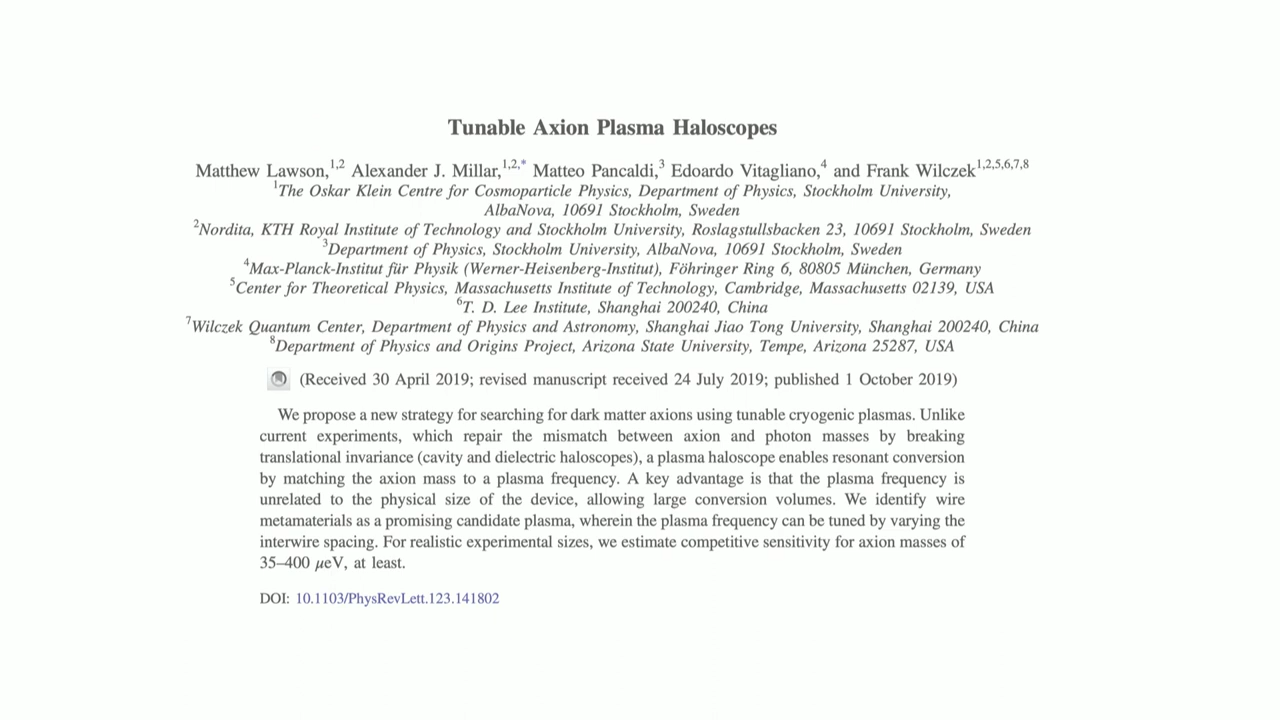 Tunable Axion Plasma Haloscopes
Matthew Lawson,1,2 Alexander J. Millar,1,2,* Matteo Pancaldi,3 Edoardo Vitagliano,4 and Frank Wilczek1,2,5,6,7,8
1The Oskar Klein Centre for Cosmoparticle Physics, Department of Physics, Stockholm University,
AlbaNova, 10691 Stockholm, Sweden
2Nordita, KTH Royal Institute of Technology and Stockholm University, Roslagstullsbacken 23, 10691 Stockholm, Sweden
3Department of Physics, Stockholm University, AlbaNova, 10691 Stockholm, Sweden
4Max-Planck-Institut für Physik (Werner-Heisenberg-Institut), Föhringer Ring 6, 80805 München, Germany
5Center for Theoretical Physics, Massachusetts Institute of Technology, Cambridge, Massachusetts 02139, USA
6T. D. Lee Institute, Shanghai 200240, China
7Wilczek Quantum Center, Department of Physics and Astronomy, Shanghai Jiao Tong University, Shanghai 200240, China
8Department of Physics and Origins Project, Arizona State University, Tempe, Arizona 25287, USA
(Received 30 April 2019; revised manuscript received 24 July 2019; published 1 October 2019)
We propose a new strategy for searching for dark matter axions using tunable cryogenic plasmas. Unlike
current experiments, which repair the mismatch between axion and photon masses by breaking
translational invariance (cavity and dielectric haloscopes), a plasma haloscope enables resonant conversion
by matching the axion mass to a plasma frequency. A key advantage is that the plasma frequency is
unrelated to the physical size of the device, allowing large conversion volumes. We identify wire
metamaterials as a promising candidate plasma, wherein the plasma frequency can be tuned by varying the
interwire spacing. For realistic experimental sizes, we estimate competitive sensitivity for axion masses of
35–400 μeV, at least.
DOI: 10.1103/PhysRevLett.123.141802